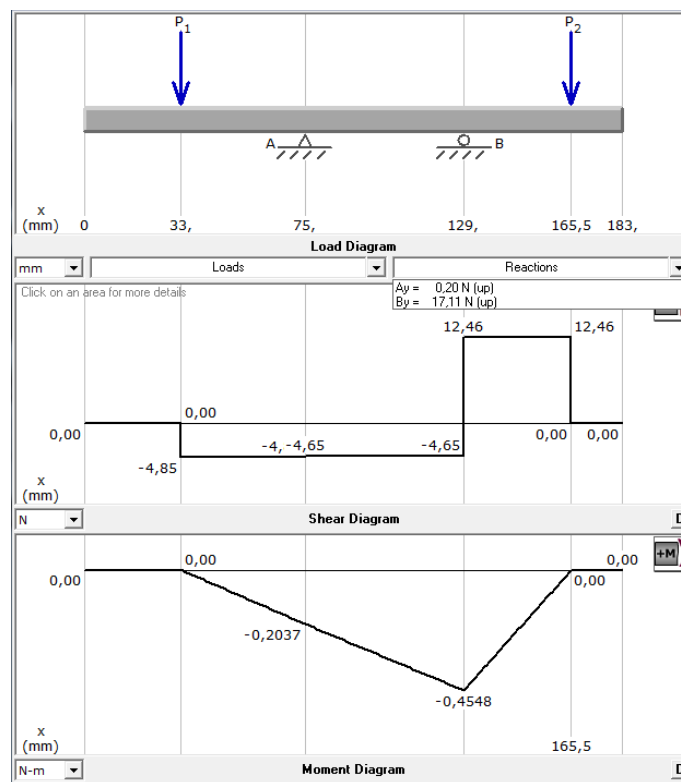 P1
P2
A
B
x
(mm)
0
33,
75,
129,
165,5
183,
Load Diagram
mm
Loads
Reactions
Click on an area for more details
Ay = 0,20 N (up)
By = 17,11 N (up)
12,46
12,46
0,00
0,00
-4,85
-4,
-4,65
-4,65
0,00
0,00
x
(mm)
N
Shear Diagram
D
0,00
0,00
0,00
+M
0,00
-0,2037
-0,4548
x
(mm)
165,5
N-m
Moment Diagram
D